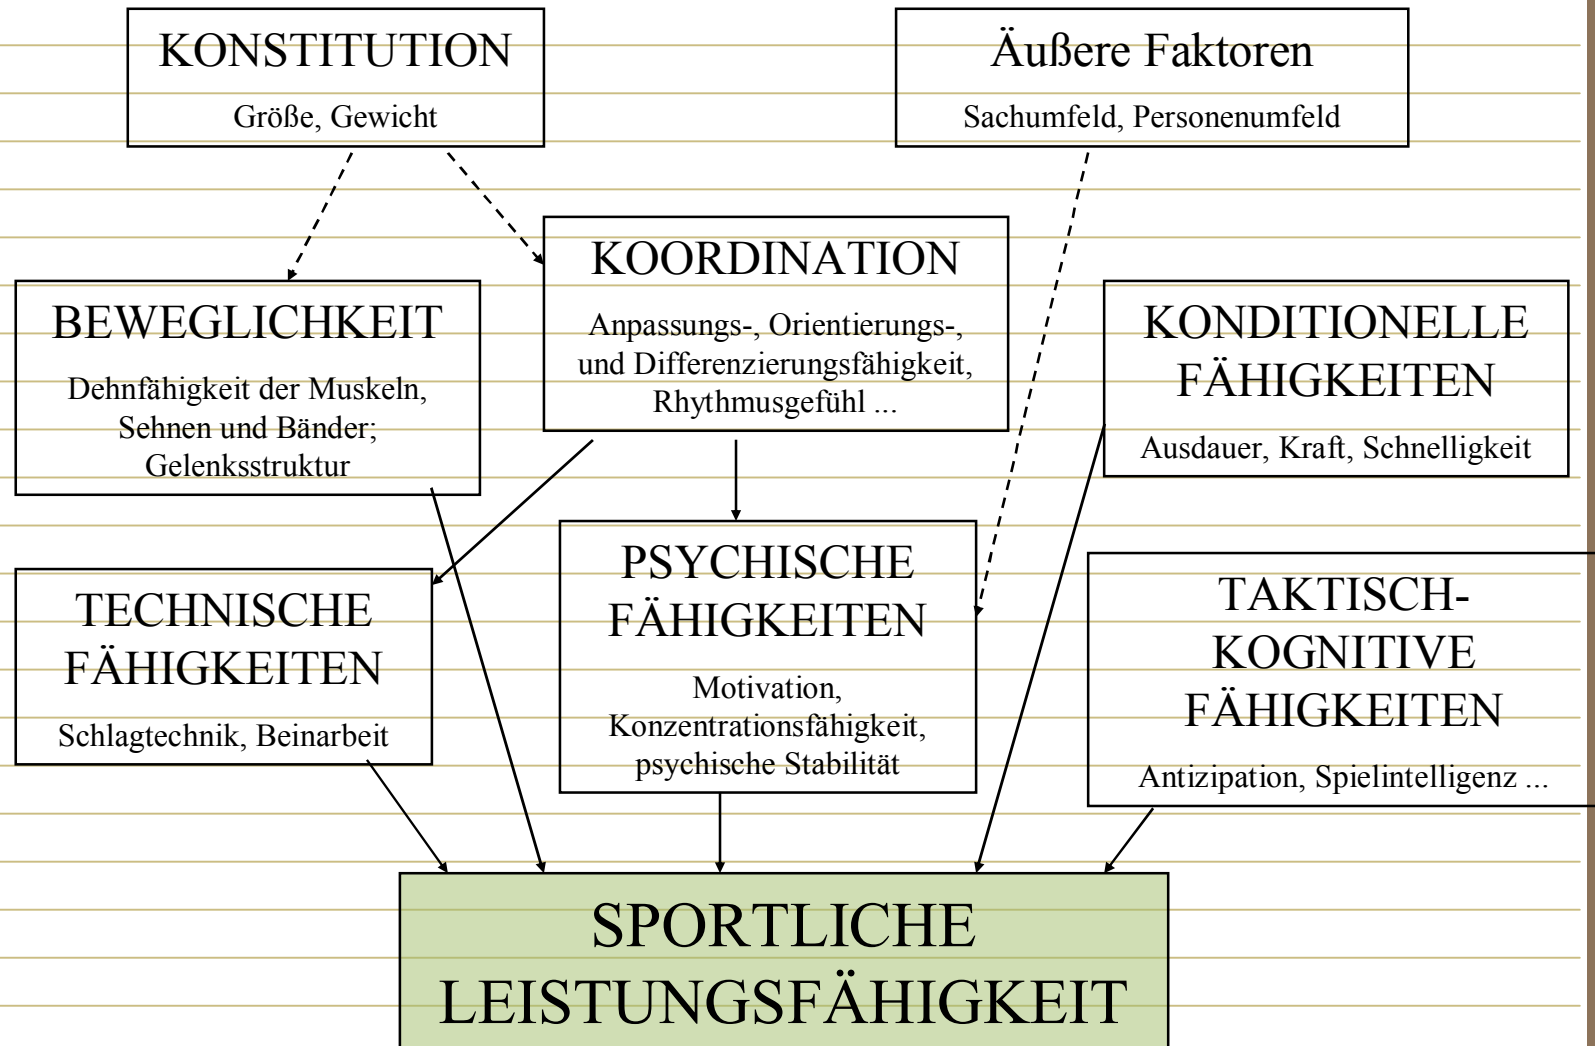 KONSTITUTION
Größe, Gewicht
Äußere Faktoren
Sachumfeld, Personenumfeld
KOORDINATION
Anpassungs-, Orientierungs-,
und Differenzierungsfähigkeit,
Rhythmusgefühl ...
BEWEGLICHKEIT
Dehnfähigkeit der Muskeln,
Sehnen und Bänder;
Gelenksstruktur
KONDITIONELLE
FÄHIGKEITEN
Ausdauer, Kraft, Schnelligkeit
TECHNISCHE
FÄHIGKEITEN
Schlagtechnik, Beinarbeit
PSYCHISCHE
FÄHIGKEITEN
Motivation,
Konzentrationsfähigkeit,
psychische Stabilität
TAKTISCH-
KOGNITIVE
FÄHIGKEITEN
Antizipation, Spielintelligenz ...
SPORTLICHE
LEISTUNGSFÄHIGKEIT